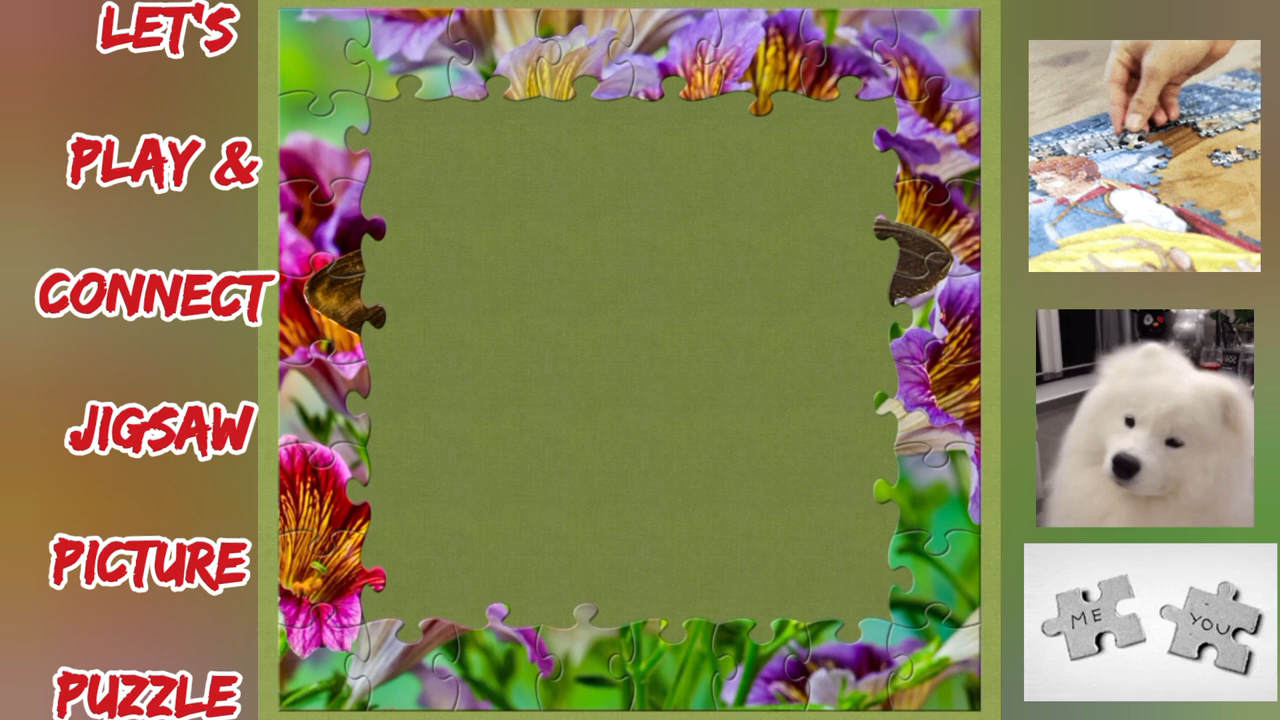 LET'S
PLAY &
CONNECT
JIGSAW
PICTURE
PUZZLE
ME
YOU